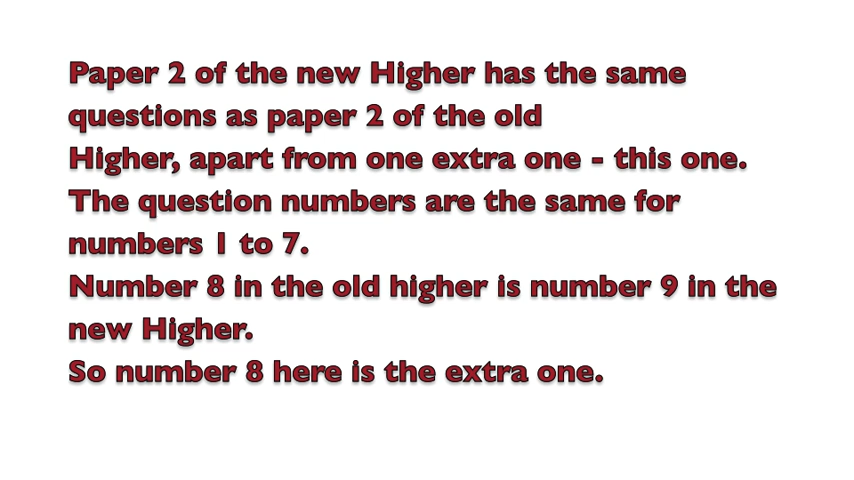 Paper 2 of the new Higher has the same
questions as paper 2 of the old
Higher, apart from one extra one - this one.
The question numbers are the same for
numbers 1 to 7.
Number 8 in the old higher is number 9 in the
new Higher.
So number 8 here is the extra one.